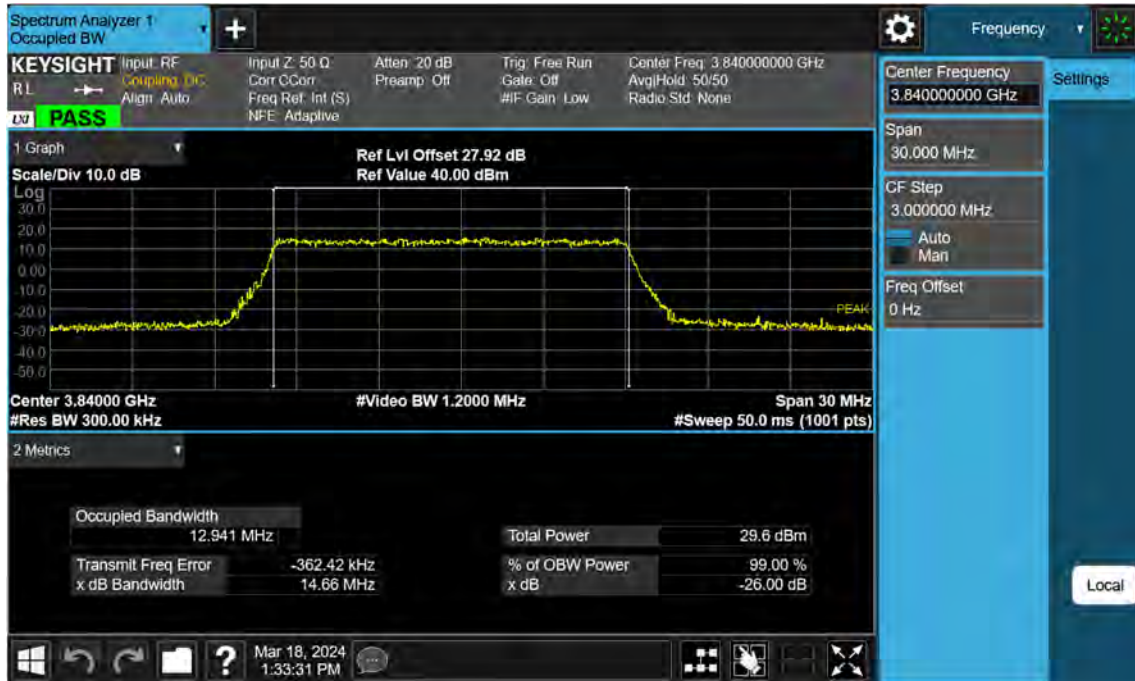 Spectrum Analyzer 1
Occupied BW
+
Frequency
KEYSIGHT
RL
LXI
PASS
Input: RF
Coupling: DC
Align: Auto
Input Z: 50 Ω
Corr CCorr
Freq Ref: Int (S)
NFE: Adaptive
Atten: 20 dB
Preamp: Off
Trig: Free Run
Gate: Off
#IF Gain: Low
Center Freq: 3.840000000 GHz
Avg|Hold: 50/50
Radio Std: None
1 Graph
Scale/Div 10.0 dB
Ref Lvl Offset 27.92 dB
Ref Value 40.00 dBm
Log
30.0
20.0
10.0
0.00
-10.0
-20.0
-30.0
-40.0
-50.0
PEAK
Center 3.84000 GHz
#Video BW 1.2000 MHz
Span 30 MHz
#Res BW 300.00 kHz
#Sweep 50.0 ms (1001 pts)
2 Metrics
Occupied Bandwidth
12.941 MHz
Transmit Freq Error -362.42 kHz
x dB Bandwidth 14.66 MHz
Total Power 29.6 dBm
% of OBW Power 99.00 %
x dB -26.00 dB
Center Frequency
3.840000000 GHz
Span
30.000 MHz
CF Step
3.000000 MHz
Auto
Man
Freq Offset
0 Hz
Settings
Local
?
Mar 18, 2024
1:33:31 PM